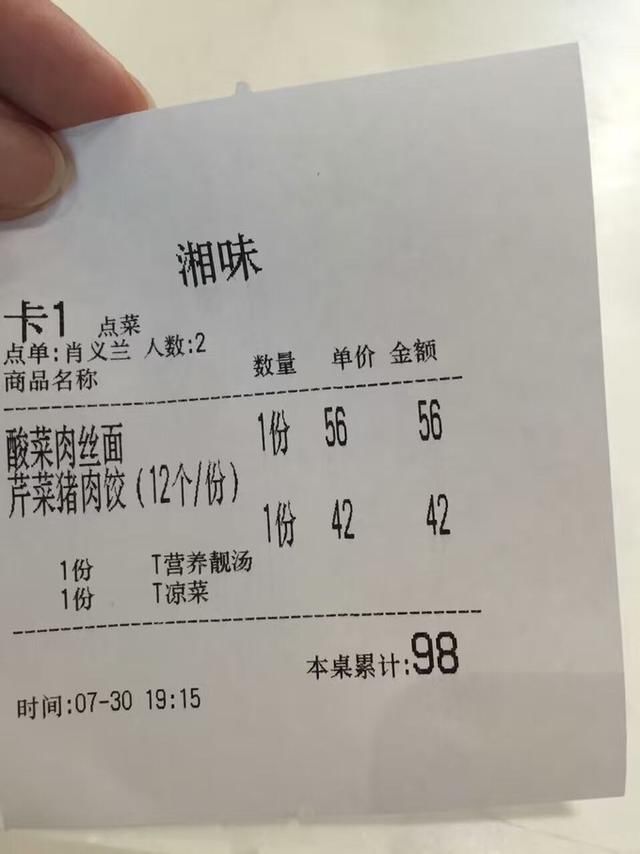 湘味
卡1 点菜
点单:肖义兰 人数:2
商品名称 数量 单价 金额
酸菜肉丝面 1份 56 56
芹菜猪肉饺(12个/份)
1份 42 42
1份 T营养靓汤
1份 T凉菜
本桌累计:98
时间:07-30 19:15